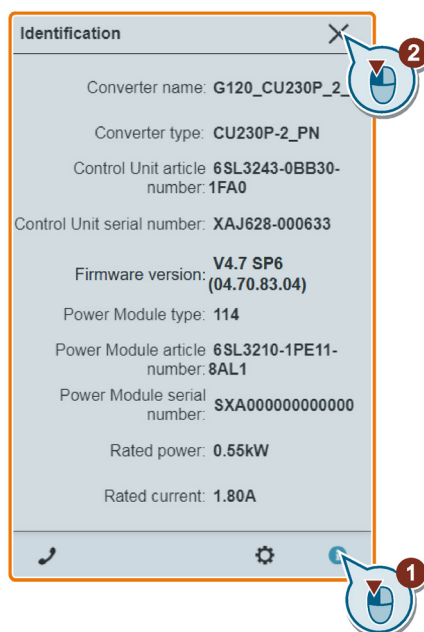 Identification
2
Converter name: G120_CU230P_2_
Converter type: CU230P-2_PN
Control Unit article 6SL3243-0BB30-
number: 1FA0
Control Unit serial number: XAJ628-000633
Firmware version: V4.7 SP6
(04.70.83.04)
Power Module type: 114
Power Module article 6SL3210-1PE11-
number: 8AL1
Power Module serial
number: SXA000000000000
Rated power: 0.55kW
Rated current: 1.80A
1